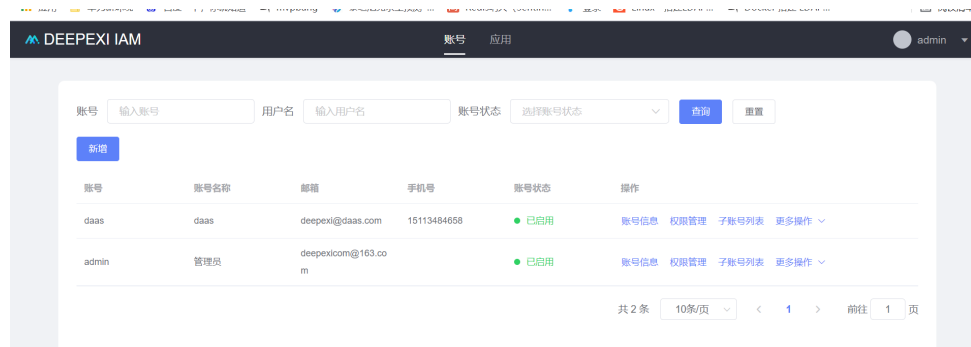 DEEPEXI IAM 账号 应用 admin
账号 输入账号 用户名 输入用户名 账号状态 选择账号状态 查询 重置
新增
账号 账号名称 邮箱 手机号 账号状态 操作
daas daas deepexi@daas.com 15113484658 已启用 账号信息 权限管理 子账号列表 更多操作
deepexicom@163.co
admin 管理员 已启用 账号信息 权限管理 子账号列表 更多操作
m
共 2 条 10条/页 < 1 > 前往 1 页